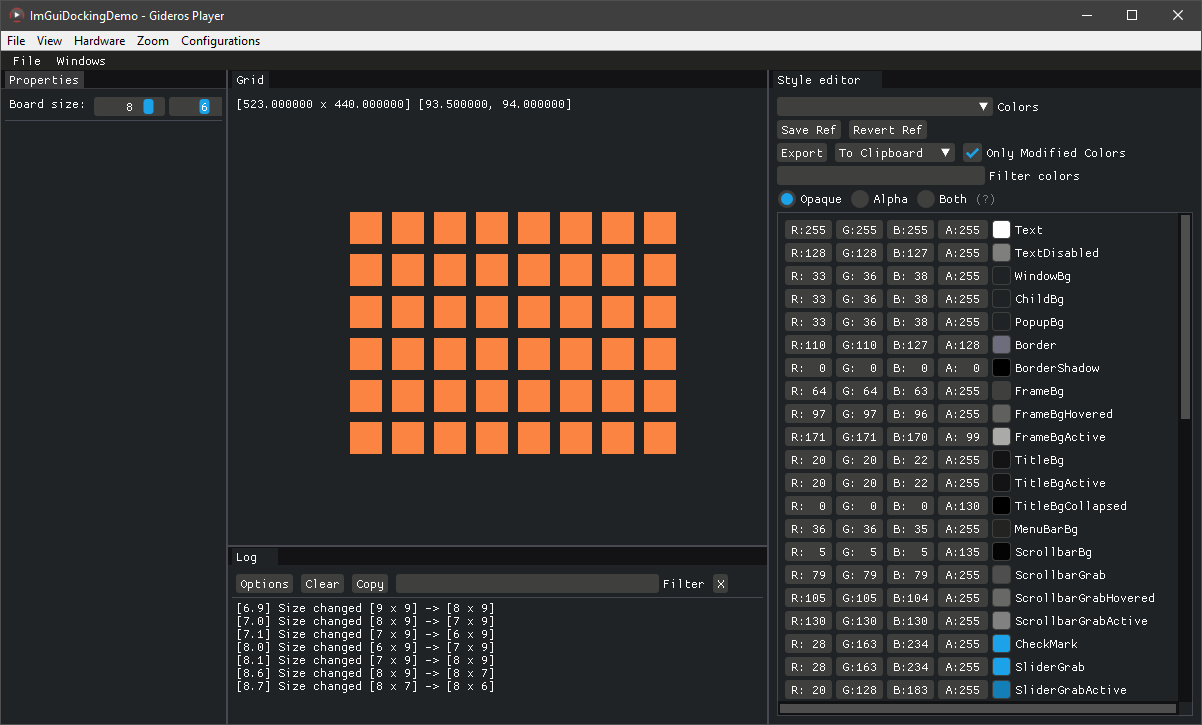 ImGuiDockingDemo - Gideros Player
File View Hardware Zoom Configurations
File Windows
Properties
Board size: 8 6
Grid
[523.000000 x 440.000000] [93.500000, 94.000000]
Log
Options Clear Copy Filter X
[6.9] Size changed [9 x 9] -> [8 x 9]
[7.0] Size changed [8 x 9] -> [7 x 9]
[7.1] Size changed [7 x 9] -> [6 x 9]
[8.0] Size changed [6 x 9] -> [7 x 9]
[8.1] Size changed [7 x 9] -> [8 x 9]
[8.6] Size changed [8 x 9] -> [8 x 7]
[8.7] Size changed [8 x 7] -> [8 x 6]
Style editor
Colors
Save Ref Revert Ref
Export To Clipboard Only Modified Colors
Filter colors
Opaque Alpha Both (?)
R:255 G:255 B:255 A:255 Text
R:128 G:128 B:127 A:255 TextDisabled
R: 33 G: 36 B: 38 A:255 WindowBg
R: 33 G: 36 B: 38 A:255 ChildBg
R: 33 G: 36 B: 38 A:255 PopupBg
R:110 G:110 B:127 A:128 Border
R: 0 G: 0 B: 0 A: 0 BorderShadow
R: 64 G: 64 B: 63 A:255 FrameBg
R: 97 G: 97 B: 96 A:255 FrameBgHovered
R:171 G:171 B:170 A: 99 FrameBgActive
R: 20 G: 20 B: 22 A:255 TitleBg
R: 20 G: 20 B: 22 A:255 TitleBgActive
R: 0 G: 0 B: 0 A:130 TitleBgCollapsed
R: 36 G: 36 B: 35 A:255 MenuBarBg
R: 5 G: 5 B: 5 A:135 ScrollbarBg
R: 79 G: 79 B: 79 A:255 ScrollbarGrab
R:105 G:105 B:104 A:255 ScrollbarGrabHovered
R:130 G:130 B:130 A:255 ScrollbarGrabActive
R: 28 G:163 B:234 A:255 CheckMark
R: 28 G:163 B:234 A:255 SliderGrab
R: 20 G:128 B:183 A:255 SliderGrabActive